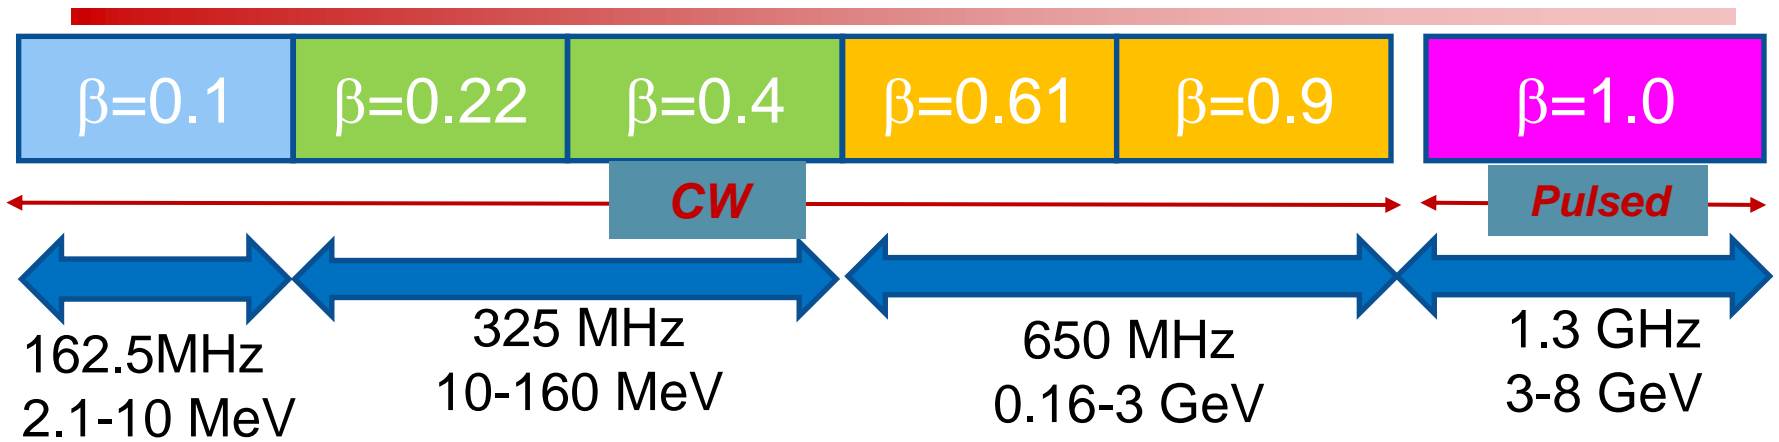 β=0.1 β=0.22 β=0.4 β=0.61 β=0.9 β=1.0
CW Pulsed
162.5MHz
2.1-10 MeV
325 MHz
10-160 MeV
650 MHz
0.16-3 GeV
1.3 GHz
3-8 GeV